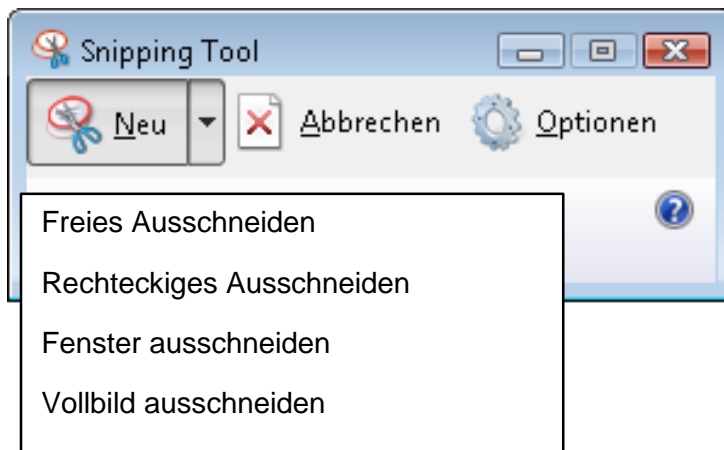 Snipping Tool
Neu Abbrechen Optionen
Freies Ausschneiden
Rechteckiges Ausschneiden
Fenster ausschneiden
Vollbild ausschneiden